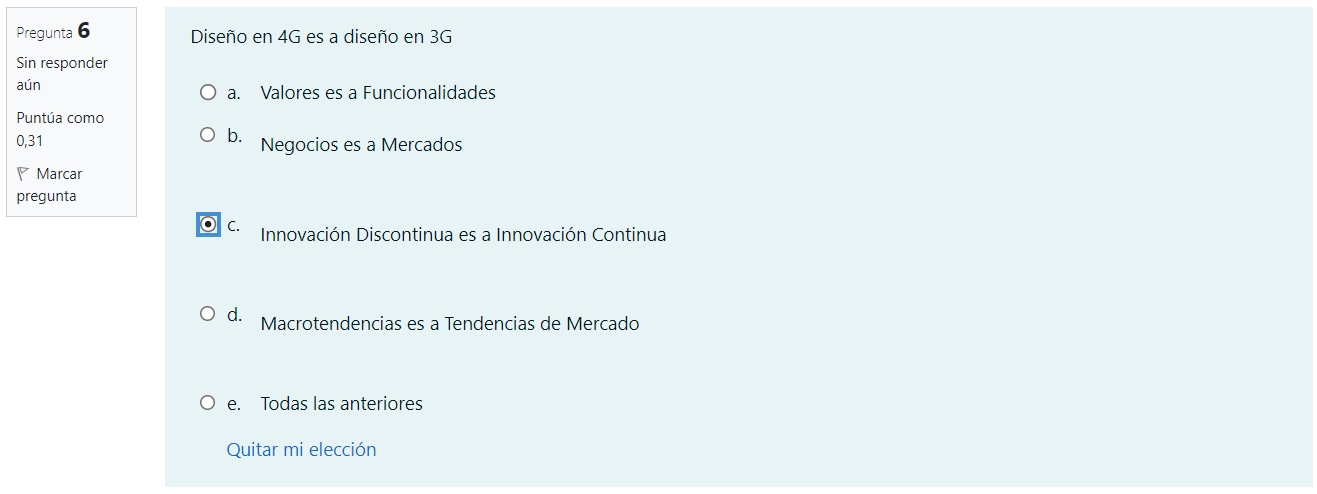 Pregunta 6
Sin responder
aún
Puntúa como
0,31
Marcar
pregunta
Diseño en 4G es a diseño en 3G
a. Valores es a Funcionalidades
b. Negocios es a Mercados
c. Innovación Discontinua es a Innovación Continua
d. Macrotendencias es a Tendencias de Mercado
e. Todas las anteriores
Quitar mi elección